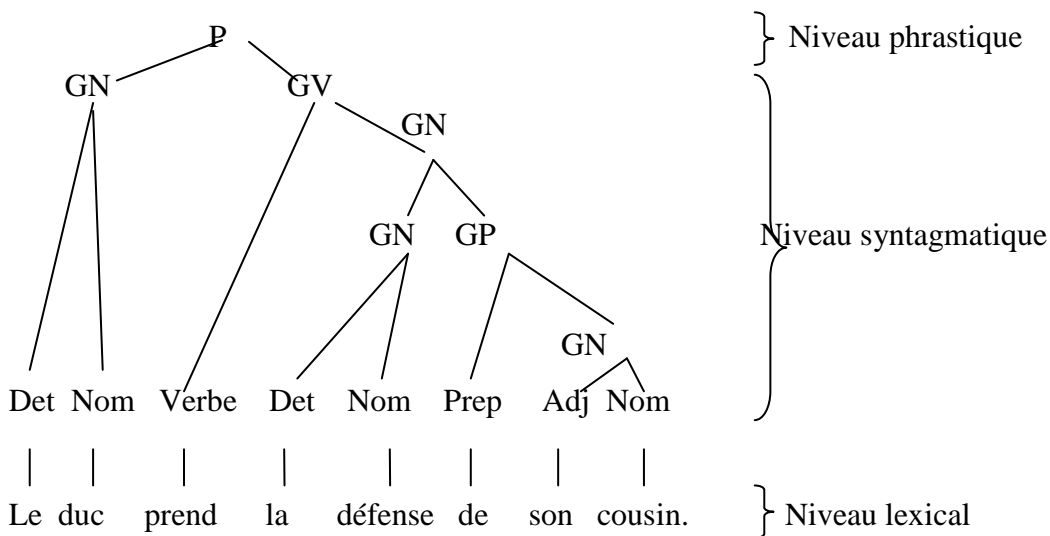 P Niveau phrastique
GN GV
GN
GN GP Niveau syntagmatique
GN
Det Nom Verbe Det Nom Prep Adj Nom
Le duc prend la défense de son cousin. Niveau lexical